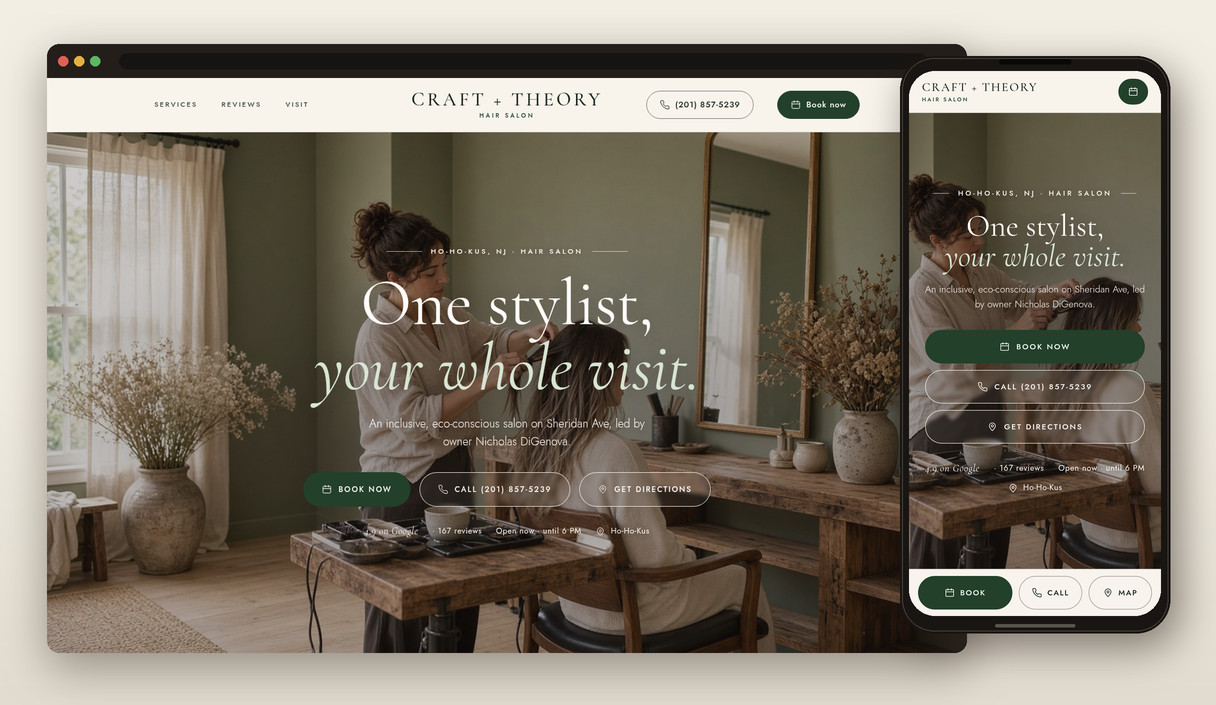 SERVICES REVIEWS VISIT
CRAFT + THEORY
HAIR SALON
(201) 857-5239
Book now
HO-HO-KUS, NJ · HAIR SALON
One stylist,
your whole visit.
An inclusive, eco-conscious salon on Sheridan Ave, led by
owner Nicholas DiGenova.
BOOK NOW
CALL (201) 857-5239
GET DIRECTIONS
4.9 on Google · 167 reviews Open now · until 6 PM Ho-Ho-Kus
CRAFT + THEORY
HAIR SALON
HO-HO-KUS, NJ · HAIR SALON
One stylist,
your whole visit.
An inclusive, eco-conscious salon on Sheridan Ave, led
by owner Nicholas DiGenova.
BOOK NOW
CALL (201) 857-5239
GET DIRECTIONS
4.9 on Google · 167 reviews Open now · until 6 PM
Ho-Ho-Kus
BOOK
CALL
MAP